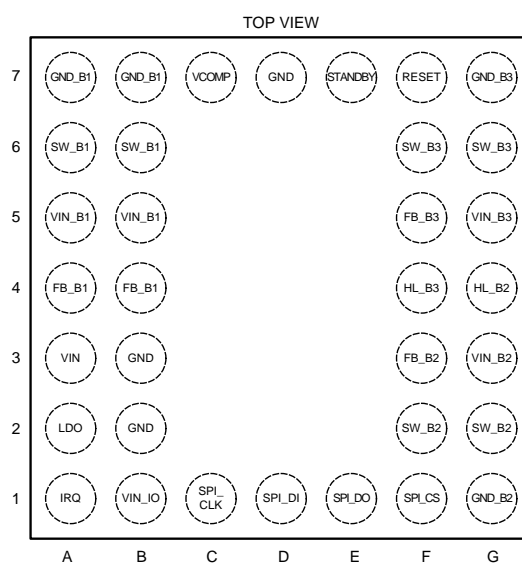 TOP VIEW
7 GND_B1 GND_B1 VCOMP GND STANDBY RESET GND_B3
6 SW_B1 SW_B1 SW_B3 SW_B3
5 VIN_B1 VIN_B1 FB_B3 VIN_B3
4 FB_B1 FB_B1 HL_B3 HL_B2
3 VIN GND FB_B2 VIN_B2
2 LDO GND SW_B2 SW_B2
1 IRQ VIN_IO SPI_
CLK SPI_DI SPI_DO SPI_CS GND_B2
A B C D E F G